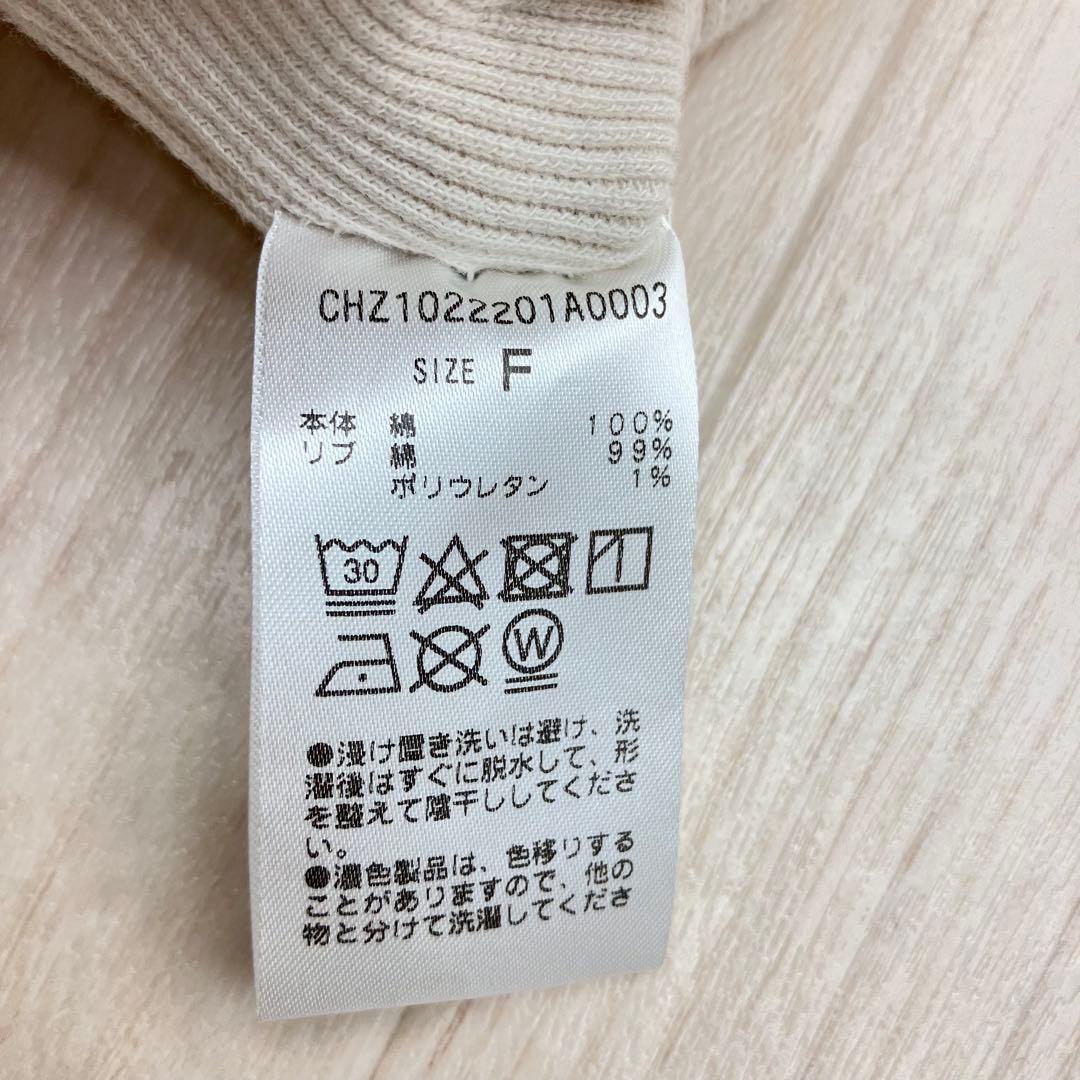 CHZ1022201A0003
SIZE F
本体 綿 100%
リブ 綿 99%
ポリウレタン 1%
30
W
●浸け置き洗いは避け、洗
濯後はすぐに脱水して、形
を整えて陰干ししてくださ
い。
●濃色製品は、色移りする
ことがありますので、他の
物と分けて洗濯してくださ